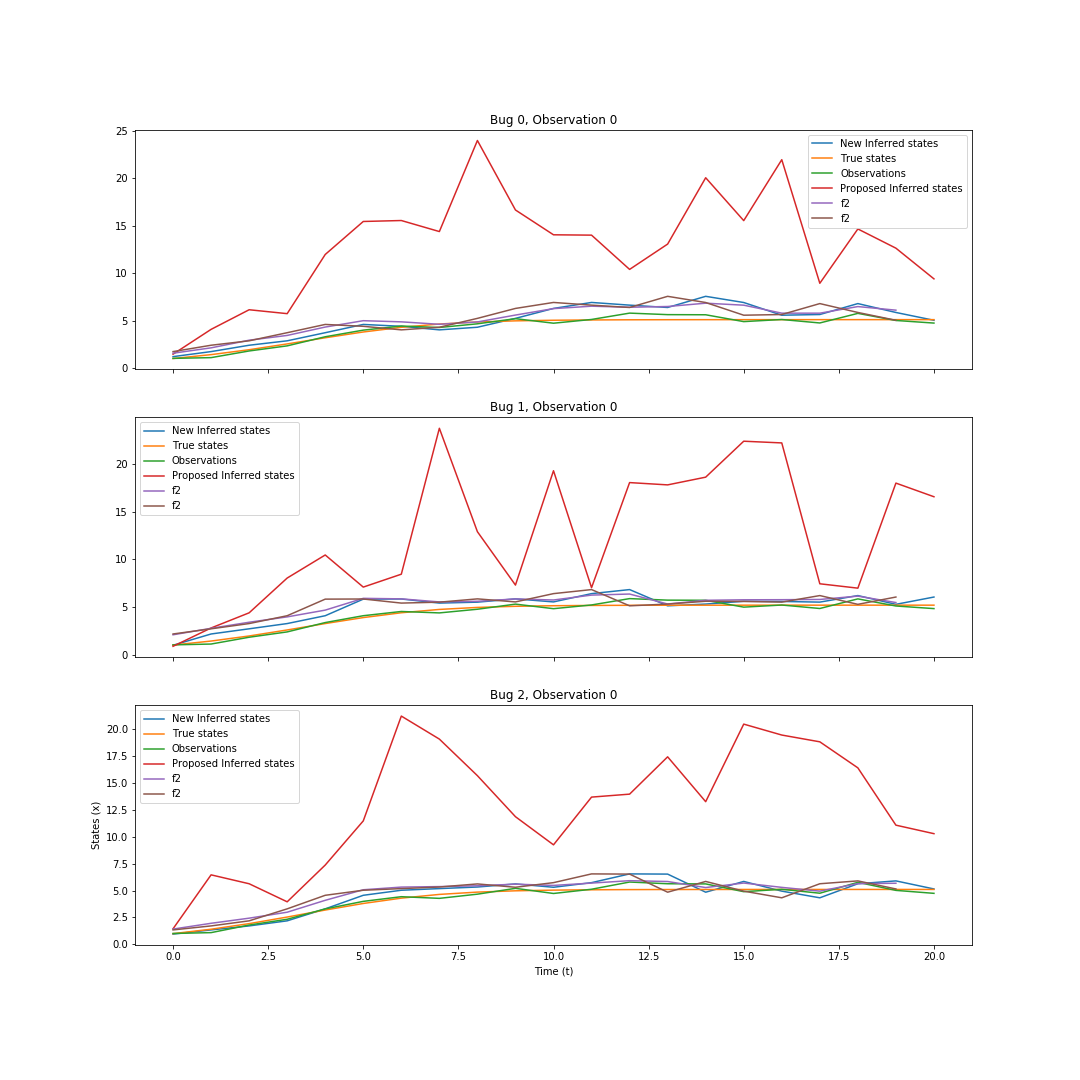 Bug 0, Observation 0
25
20
15
10
5
0
New Inferred states
True states
Observations
Proposed Inferred states
f2
f2
Bug 1, Observation 0
20
15
10
5
0
New Inferred states
True states
Observations
Proposed Inferred states
f2
f2
Bug 2, Observation 0
States (x)
20.0
17.5
15.0
12.5
10.0
7.5
5.0
2.5
0.0
New Inferred states
True states
Observations
Proposed Inferred states
f2
f2
0.0 2.5 5.0 7.5 10.0 12.5 15.0 17.5 20.0
Time (t)